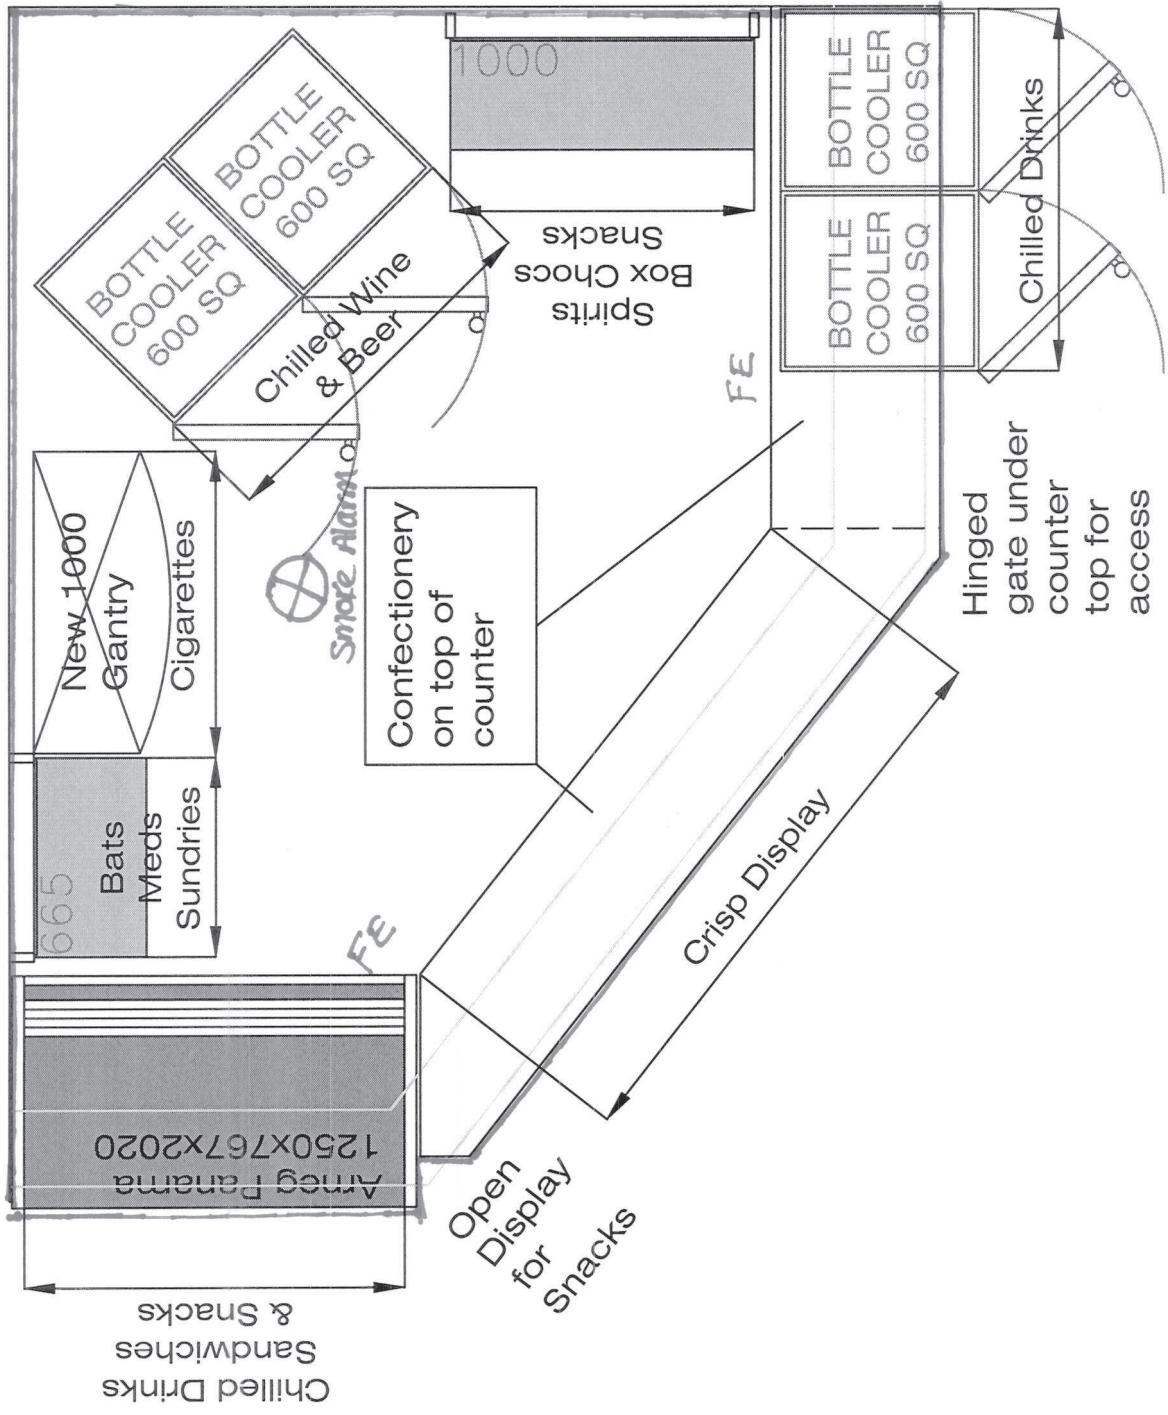 BOTTLE
COOLER
600 SQ
BOTTLE
COOLER
600 SQ
Chilled Wine
& Beer
1000
Spirits
Box Chocs
Snacks
BOTTLE
COOLER
600 SQ
BOTTLE
COOLER
600 SQ
Chilled Drinks
FE
New 1000
Gantry
Cigarettes
Smoke Alarm
Confectionery
on top of
counter
Hinged
gate under
counter
top for
access
665
Bats
Meds
Sundries
FE
Crisp Display
Arneg Panama
1250x767x2020
Open
Display
for
Snacks
Chilled Drinks
Sandwiches
& Snacks